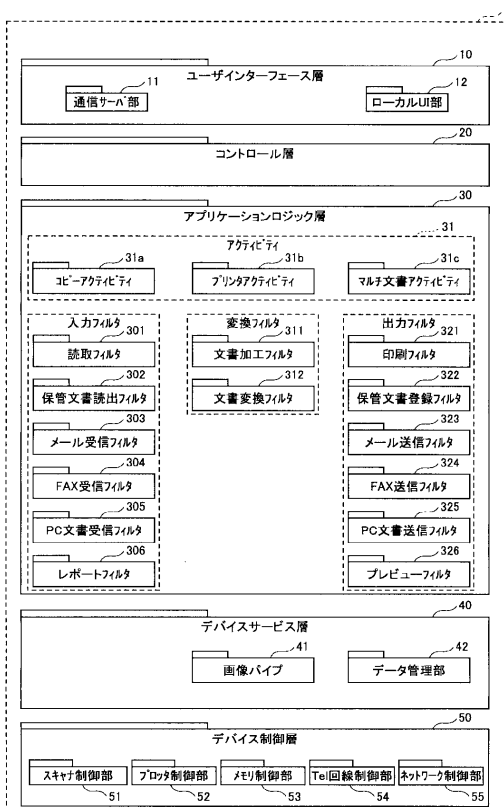 10
ユーザインターフェース層
11
12
通信サーバ部
ローカルUI部
20
コントロール層
30
アプリケーションロジック層
31
アクティビティ
31a
31b
31c
コピーアクティビティ
プリンタアクティビティ
マルチ文書アクティビティ
入力フィルタ
変換フィルタ
出力フィルタ
301
311
321
読取フィルタ
文書加工フィルタ
印刷フィルタ
302
312
322
保管文書読出フィルタ
文書変換フィルタ
保管文書登録フィルタ
303
323
メール受信フィルタ
メール送信フィルタ
304
324
FAX受信フィルタ
FAX送信フィルタ
305
325
PC文書受信フィルタ
PC文書送信フィルタ
306
326
レポートフィルタ
プレビューフィルタ
40
デバイスサービス層
41
42
画像パイプ
データ管理部
50
デバイス制御層
スキャナ制御部
プロッタ制御部
メモリ制御部
Tel回線制御部
ネットワーク制御部
51
52
53
54
55